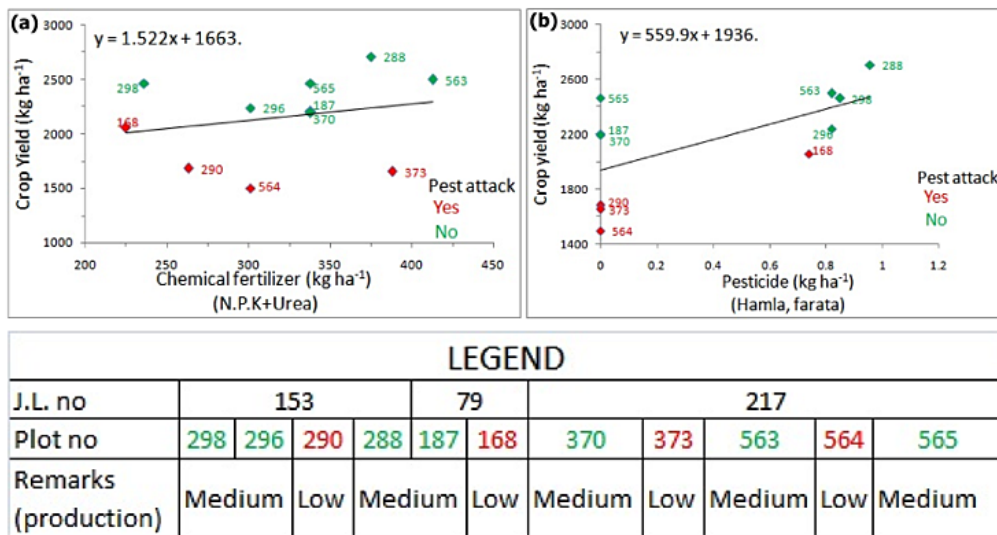 (a)
y = 1.522x + 1663.
3000
2500
2000
1500
1000
Crop Yield (kg ha⁻¹)
298
168
290
296
564
565
187
370
288
373
563
Pest attack
Yes
No
200 250 300 350 400 450
Chemical fertilizer (kg ha⁻¹)
(N.P.K+Urea)
(b)
y = 559.9x + 1936.
3000
2600
2200
1800
1400
Crop yield (kg ha⁻¹)
565
187
370
290
373
564
563
288
298
296
168
Pest attack
Yes
No
0 0.2 0.4 0.6 0.8 1 1.2
Pesticide (kg ha⁻¹)
(Hamla, farata)
LEGEND
J.L. no 153 79 217
Plot no 298 296 290 288 187 168 370 373 563 564 565
Remarks (production) Medium Low Medium Low Medium Low Medium Low Medium